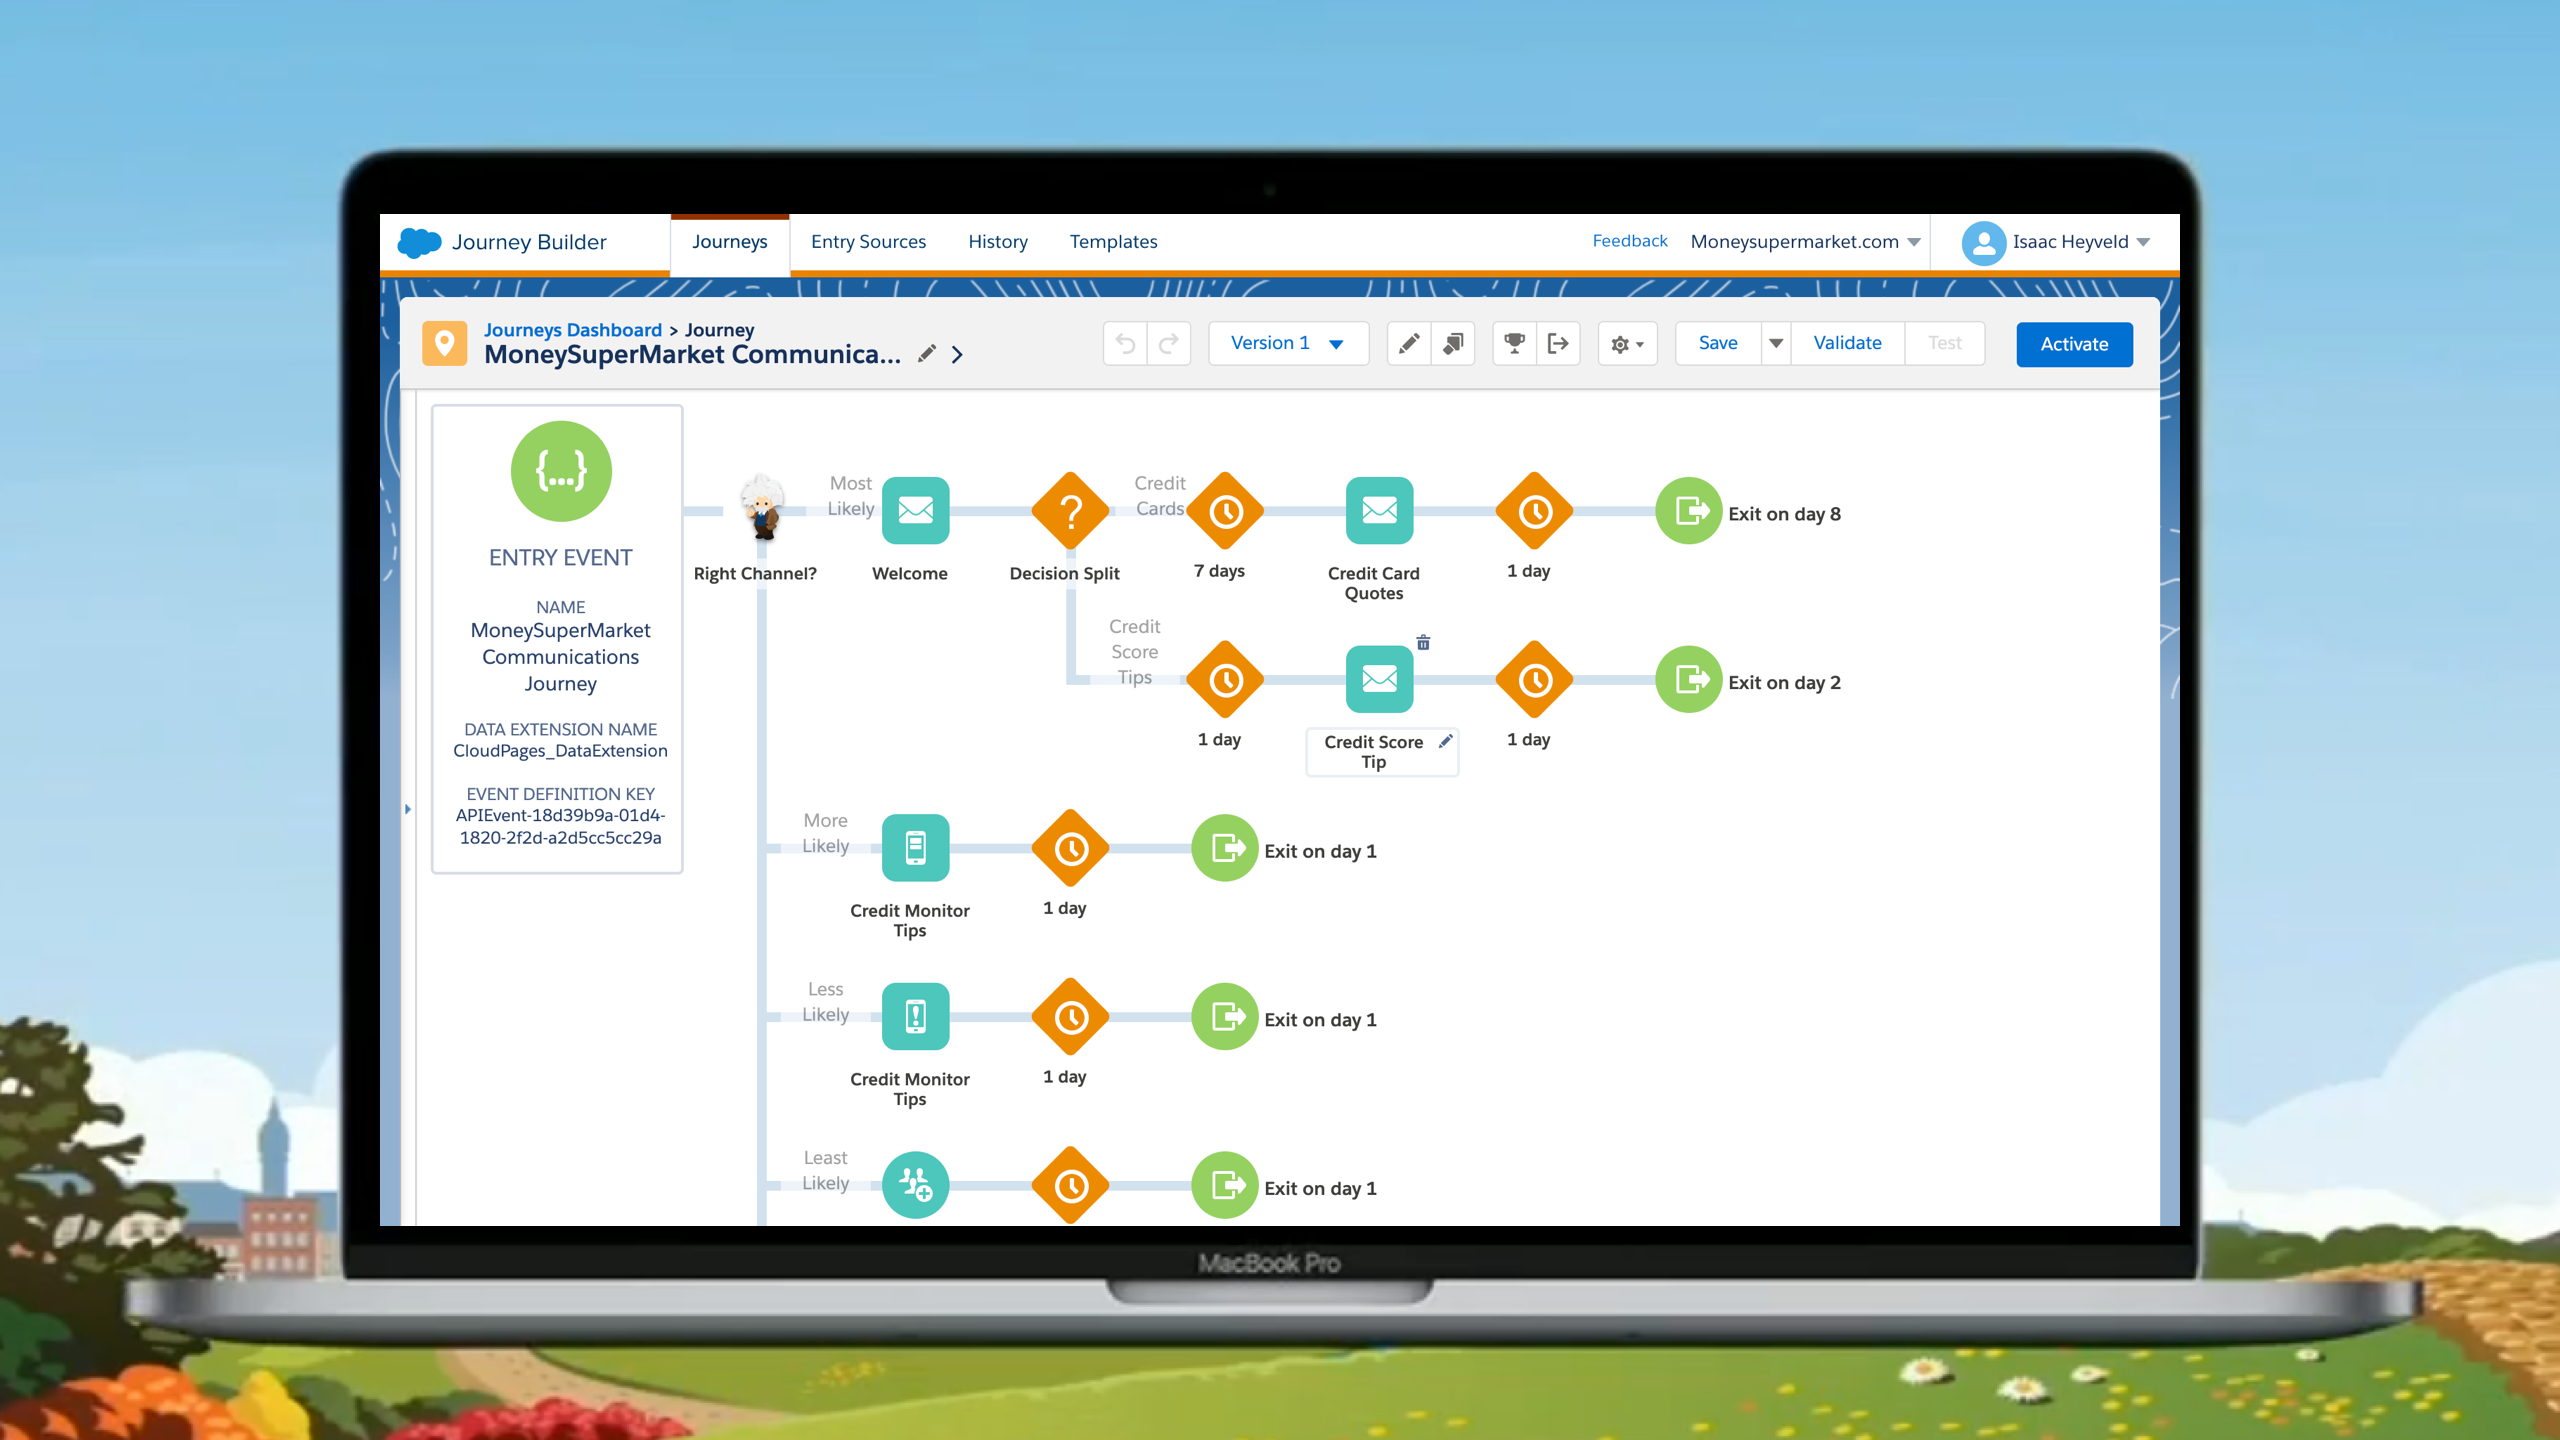 Journey Builder
Journeys
Entry Sources
History
Templates
Feedback
Moneysupermarket.com
Isaac Heyveld
Journeys Dashboard > Journey
MoneySuperMarket Communica...
Version 1
Save
Validate
Test
Activate
{...}
ENTRY EVENT
NAME
MoneySuperMarket
Communications
Journey
DATA EXTENSION NAME
CloudPages_DataExtension
EVENT DEFINITION KEY
APIEvent-18d39b9a-01d4-
1820-2f2d-a2d5cc5cc29a
Right Channel?
Most
Likely
Welcome
?
Decision Split
Credit
Cards
7 days
Credit Card
Quotes
1 day
Exit on day 8
Credit
Score
Tips
1 day
Credit Score
Tip
1 day
Exit on day 2
More
Likely
Credit Monitor
Tips
1 day
Exit on day 1
Less
Likely
Credit Monitor
Tips
1 day
Exit on day 1
Least
Likely
Exit on day 1
MacBook Pro